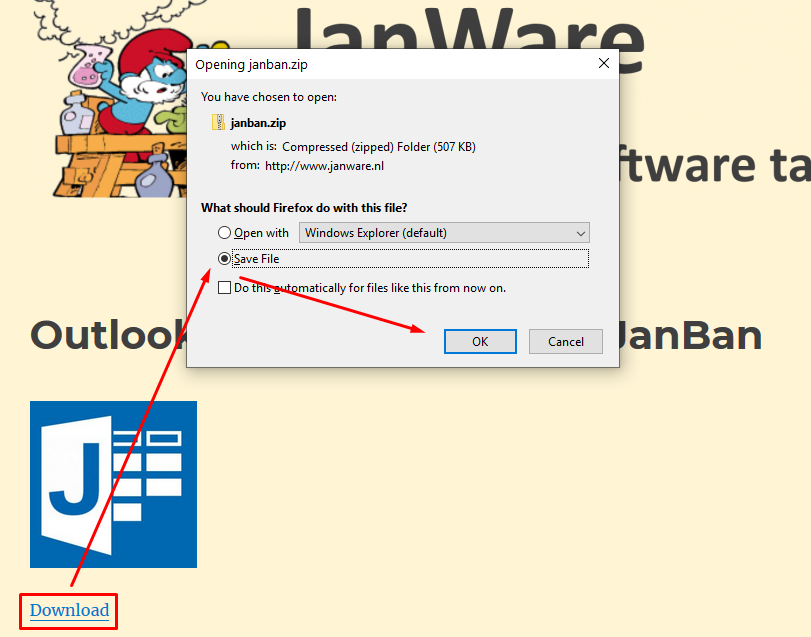 JanWare
Opening janban.zip
You have chosen to open:
janban.zip
which is: Compressed (zipped) Folder (507 KB)
from: http://www.janware.nl
ftware ta
What should Firefox do with this file?
Open with Windows Explorer (default)
Save File
Do this automatically for files like this from now on.
OK Cancel
Outlook JanBan
J
Download